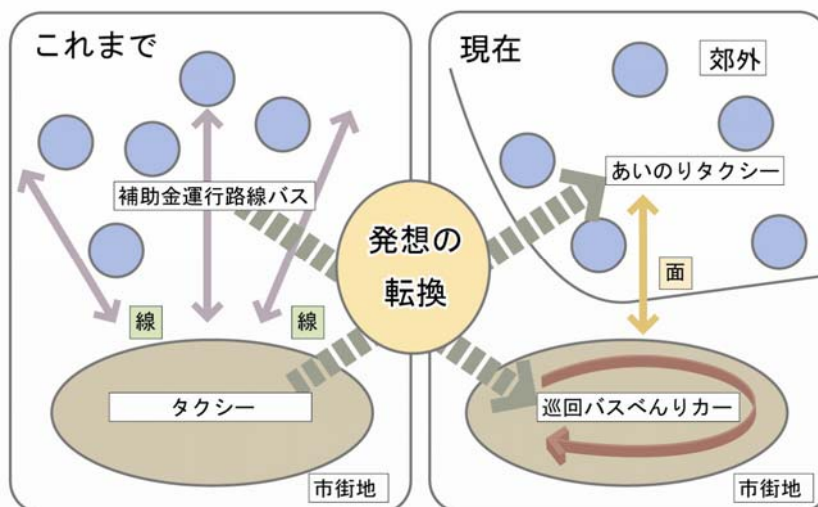 これまで
補助金運行路線バス
線
線
タクシー
市街地
発想の
転換
現在
郊外
あいのりタクシー
面
巡回バスべんりカー
市街地